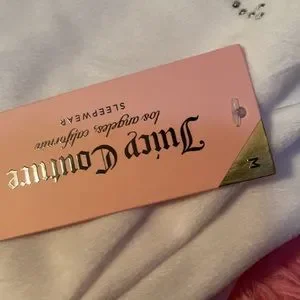 M
Juicy Couture
los angeles, california
SLEEPWEAR